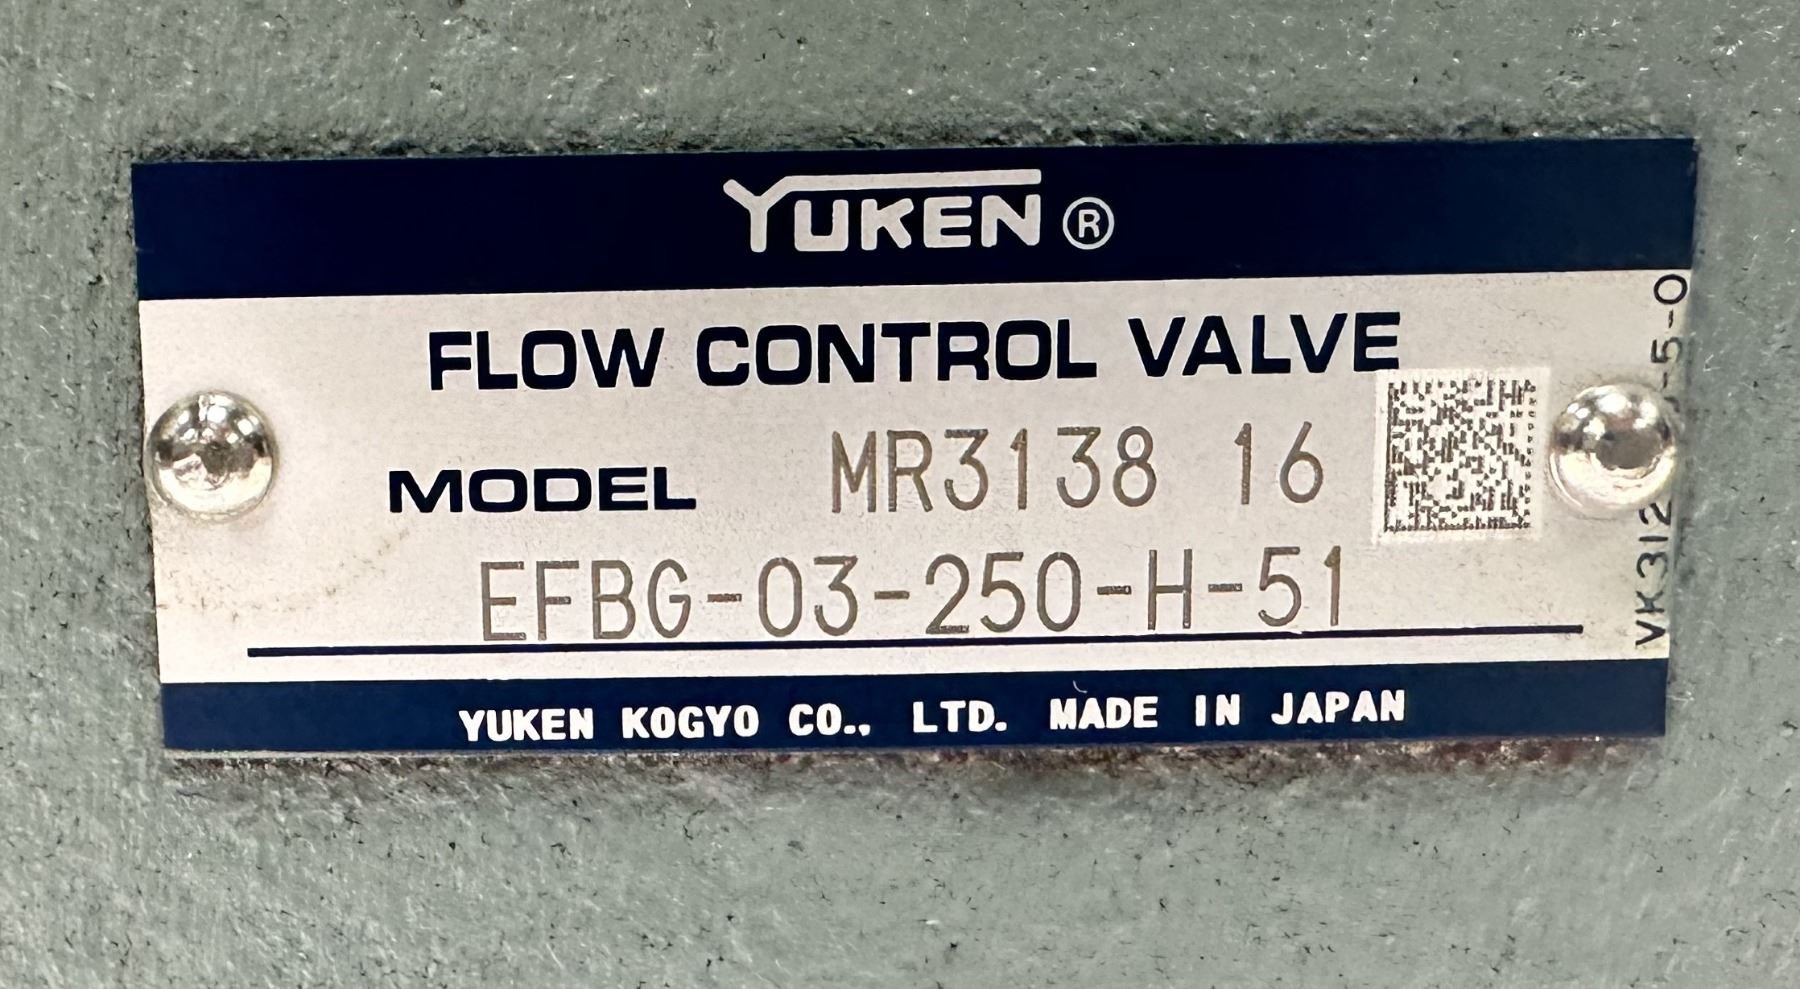 YUKEN®
FLOW CONTROL VALVE
MODEL MR3138 16
EFBG-03-250-H-51
YUKEN KOGYO CO., LTD. MADE IN JAPAN